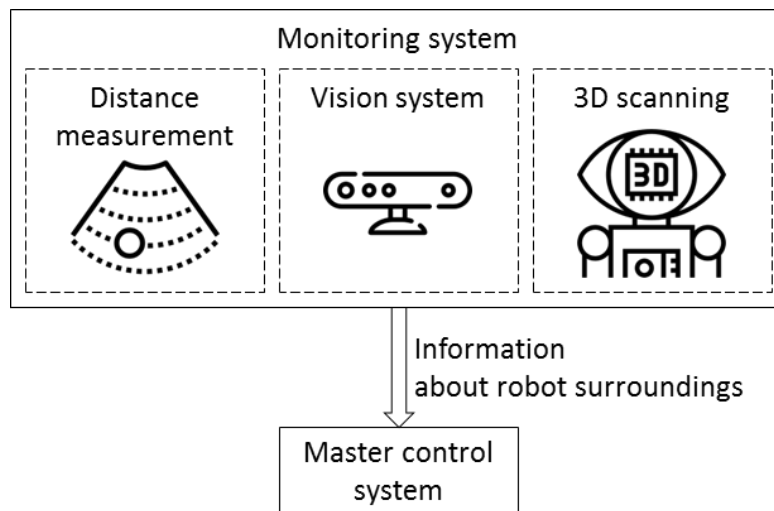 Monitoring system
Distance
measurement
Vision system
3D scanning
3D
Information
about robot surroundings
Master control
system